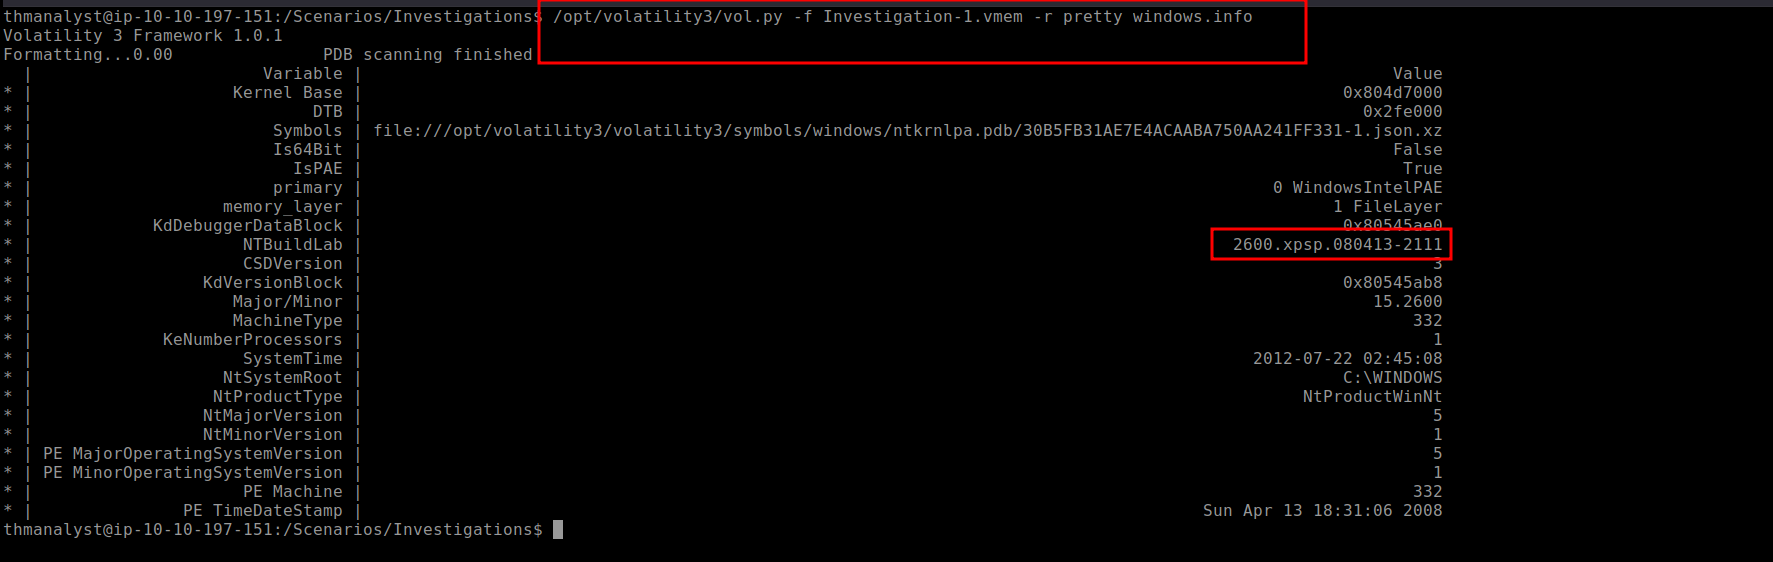 thmanalyst@ip-10-10-197-151:/Scenarios/Investigations$ /opt/volatility3/vol.py -f Investigation-1.vmem -r pretty windows.info
Volatility 3 Framework 1.0.1
Formatting...0.00               PDB scanning finished
  |                       Variable |                                                                                                       Value
* |                    Kernel Base |                                                                                                  0x804d7000
* |                            DTB |                                                                                                    0x2fe000
* |                        Symbols | file:///opt/volatility3/volatility3/symbols/windows/ntkrnlpa.pdb/30B5FB31AE7E4ACAABA750AA241FF331-1.json.xz
* |                        Is64Bit |                                                                                                       False
* |                          IsPAE |                                                                                                        True
* |                        primary |                                                                                           0 WindowsIntelPAE
* |                   memory_layer |                                                                                                 1 FileLayer
* |            KdDebuggerDataBlock |                                                                                                  0x80545ae0
* |                     NTBuildLab |                                                                                       2600.xpsp.080413-2111
* |                     CSDVersion |                                                                                                           3
* |                 KdVersionBlock |                                                                                                  0x80545ab8
* |                    Major/Minor |                                                                                                     15.2600
* |                    MachineType |                                                                                                         332
* |             KeNumberProcessors |                                                                                                           1
* |                     SystemTime |                                                                                         2012-07-22 02:45:08
* |                   NtSystemRoot |                                                                                                  C:\WINDOWS
* |                  NtProductType |                                                                                              NtProductWinNt
* |                 NtMajorVersion |                                                                                                           5
* |                 NtMinorVersion |                                                                                                           1
* | PE MajorOperatingSystemVersion |                                                                                                           5
* | PE MinorOperatingSystemVersion |                                                                                                           1
* |                     PE Machine |                                                                                                         332
* |               PE TimeDateStamp |                                                                                    Sun Apr 13 18:31:06 2008
thmanalyst@ip-10-10-197-151:/Scenarios/Investigations$